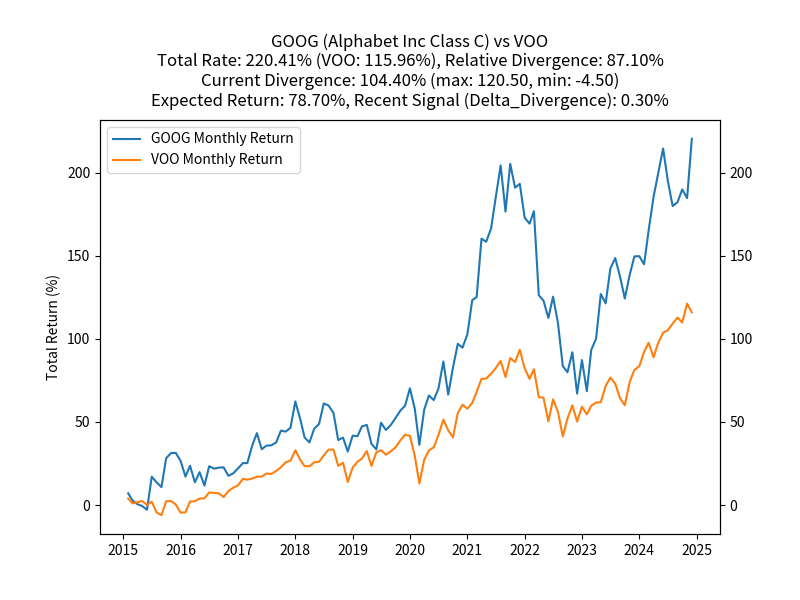 GOOG (Alphabet Inc Class C) vs VOO
Total Rate: 220.41% (VOO: 115.96%), Relative Divergence: 87.10%
Current Divergence: 104.40% (max: 120.50, min: -4.50)
Expected Return: 78.70%, Recent Signal (Delta_Divergence): 0.30%
GOOG Monthly Return
VOO Monthly Return
Total Return (%)
200
150
100
50
0
200
150
100
50
0
2015 2016 2017 2018 2019 2020 2021 2022 2023 2024 2025